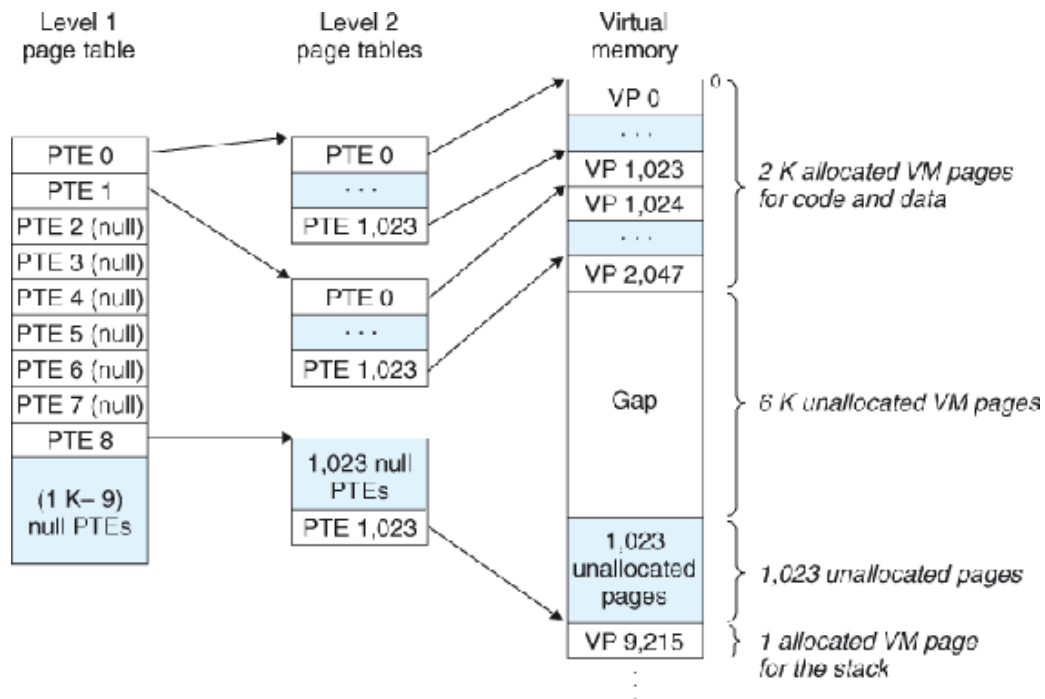 Level 1
page table
Level 2
page tables
Virtual
memory
PTE 0
PTE 1
PTE 2 (null)
PTE 3 (null)
PTE 4 (null)
PTE 5 (null)
PTE 6 (null)
PTE 7 (null)
PTE 8
(1 K– 9)
null PTEs
PTE 0
· · ·
PTE 1,023
PTE 0
· · ·
PTE 1,023
1,023 null
PTEs
PTE 1,023
0
VP 0
· · ·
VP 1,023
VP 1,024
· · ·
VP 2,047
Gap
1,023
unallocated
pages
VP 9,215
2 K allocated VM pages
for code and data
6 K unallocated VM pages
1,023 unallocated pages
1 allocated VM page
for the stack